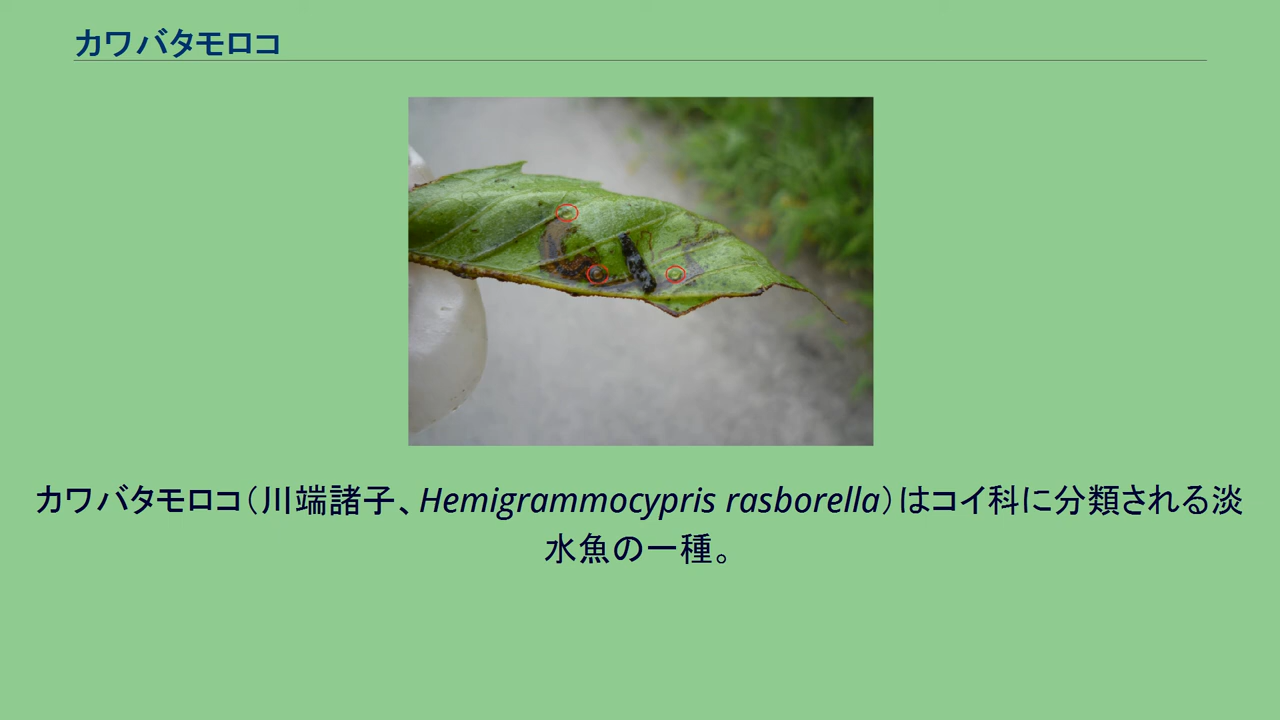 カワバタモロコ
カワバタモロコ（川端諸子、Hemigrammocypris rasborella）はコイ科に分類される淡
水魚の一種。